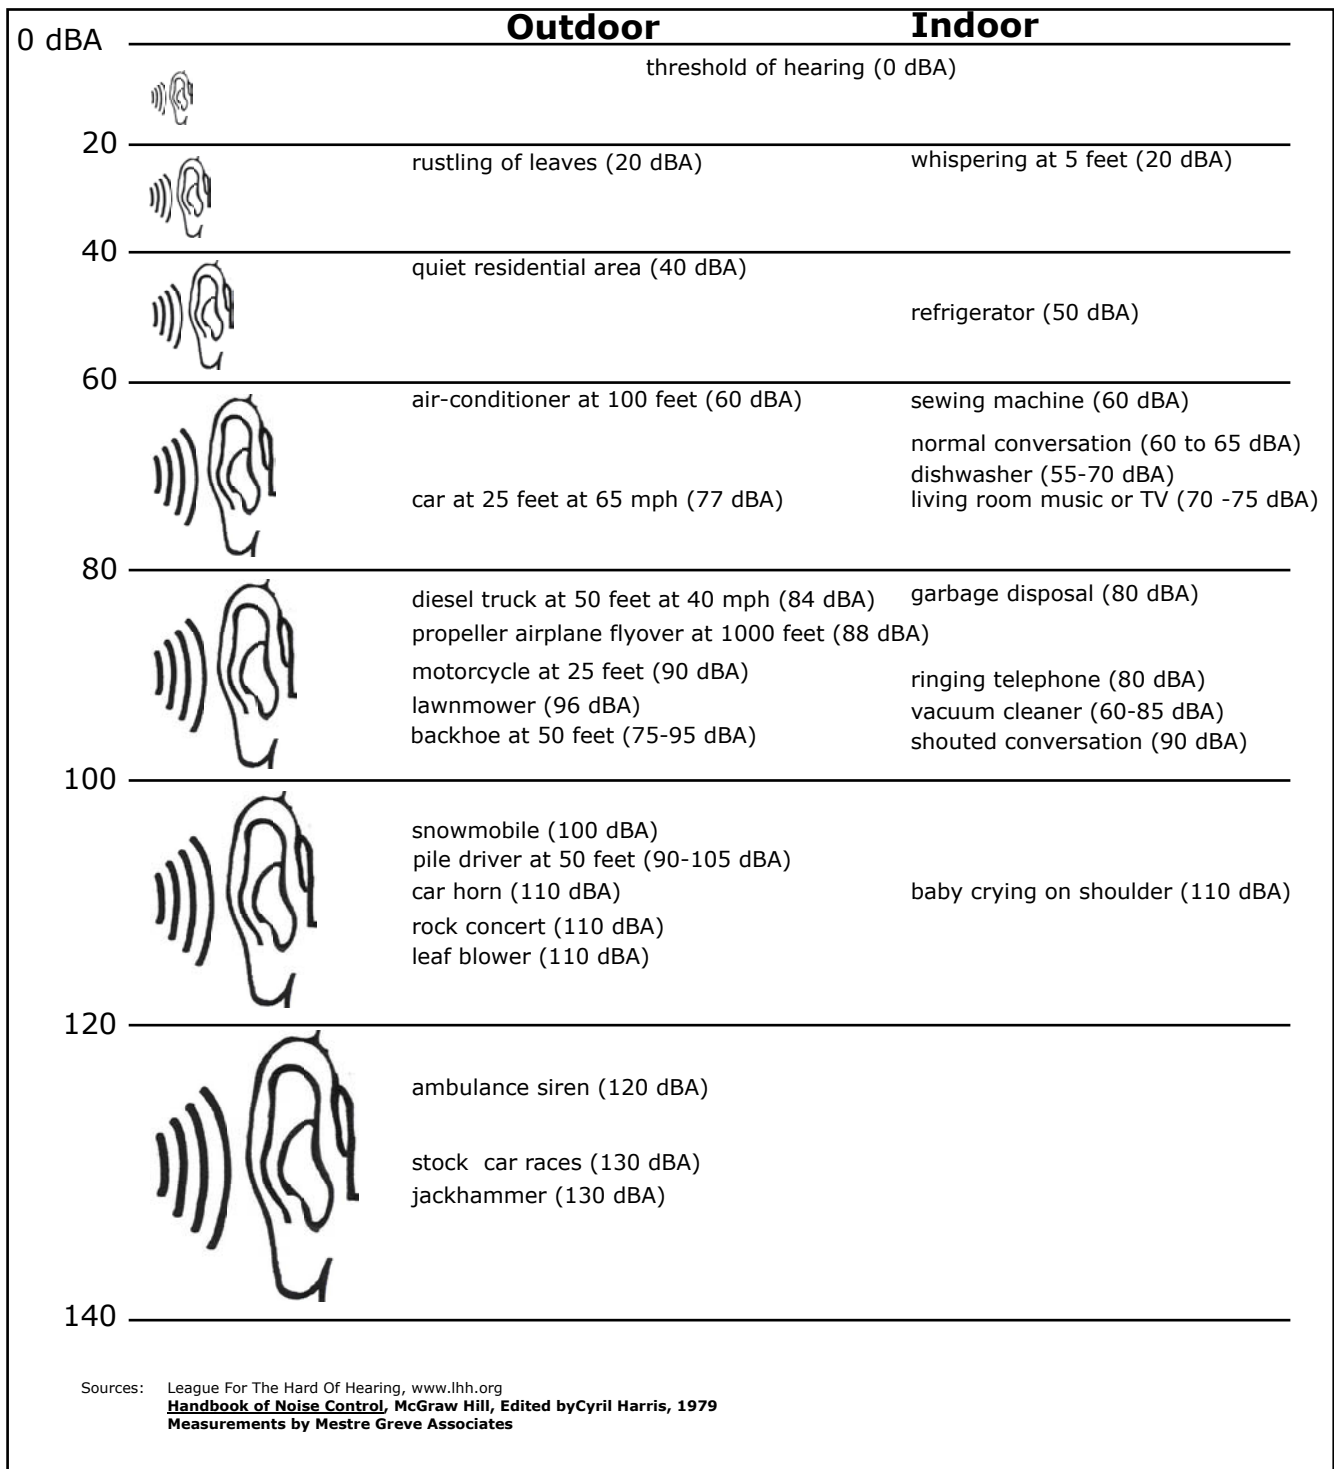 Outdoor Indoor
0 dBA
threshold of hearing (0 dBA)
20
rustling of leaves (20 dBA) whispering at 5 feet (20 dBA)
40
quiet residential area (40 dBA)
refrigerator (50 dBA)
60
air-conditioner at 100 feet (60 dBA) sewing machine (60 dBA)
normal conversation (60 to 65 dBA)
dishwasher (55-70 dBA)
car at 25 feet at 65 mph (77 dBA) living room music or TV (70 -75 dBA)
80
diesel truck at 50 feet at 40 mph (84 dBA) garbage disposal (80 dBA)
propeller airplane flyover at 1000 feet (88 dBA)
motorcycle at 25 feet (90 dBA) ringing telephone (80 dBA)
lawnmower (96 dBA) vacuum cleaner (60-85 dBA)
backhoe at 50 feet (75-95 dBA) shouted conversation (90 dBA)
100
snowmobile (100 dBA)
pile driver at 50 feet (90-105 dBA)
car horn (110 dBA) baby crying on shoulder (110 dBA)
rock concert (110 dBA)
leaf blower (110 dBA)
120
ambulance siren (120 dBA)
stock  car races (130 dBA)
jackhammer (130 dBA)
140
Sources: League For The Hard Of Hearing, www.lhh.org
Handbook of Noise Control, McGraw Hill, Edited byCyril Harris, 1979
Measurements by Mestre Greve Associates